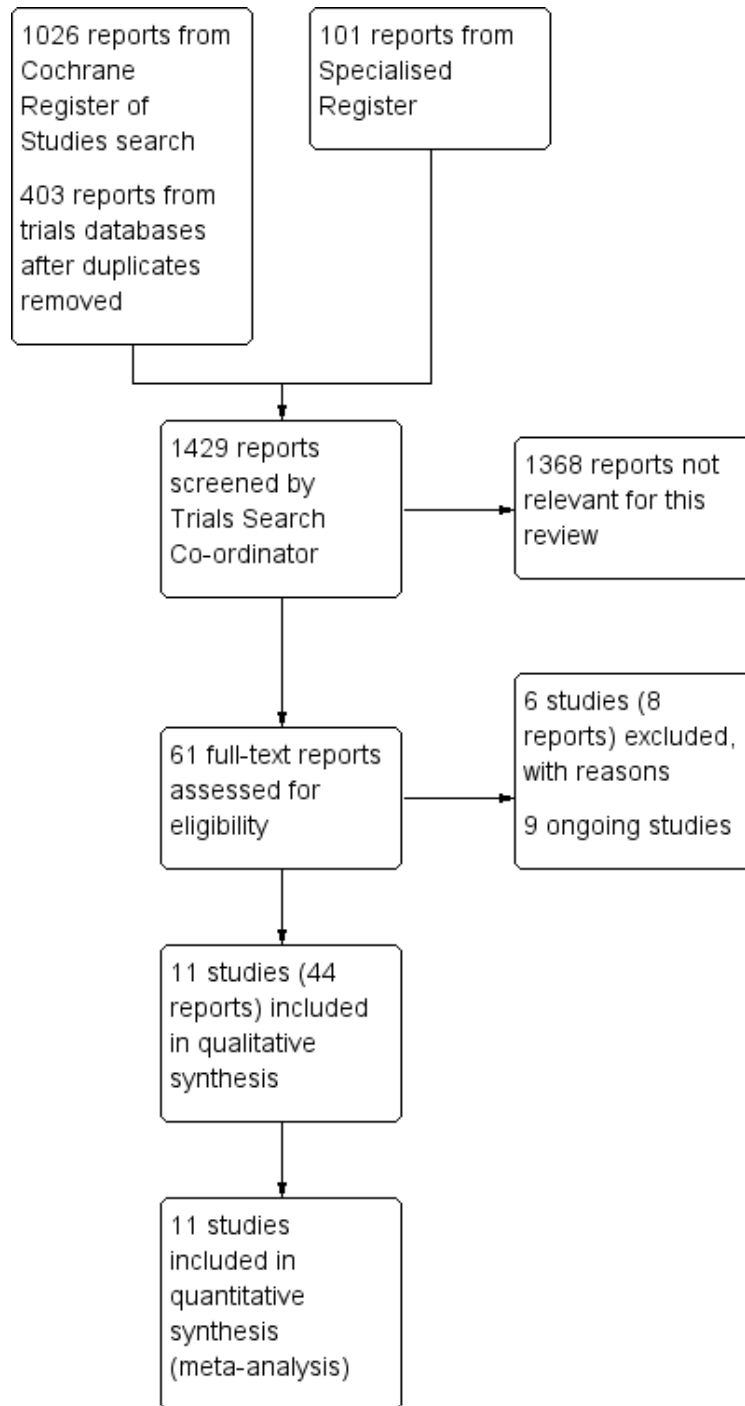 1026 reports from
Cochrane
Register of
Studies search
403 reports from
trials databases
after duplicates
removed
101 reports from
Specialised
Register
1429 reports
screened by
Trials Search
Co-ordinator
1368 reports not
relevant for this
review
61 full-text reports
assessed for
eligibility
6 studies (8
reports) excluded,
with reasons
9 ongoing studies
11 studies (44
reports) included
in qualitative
synthesis
11 studies
included in
quantitative
synthesis
(meta-analysis)